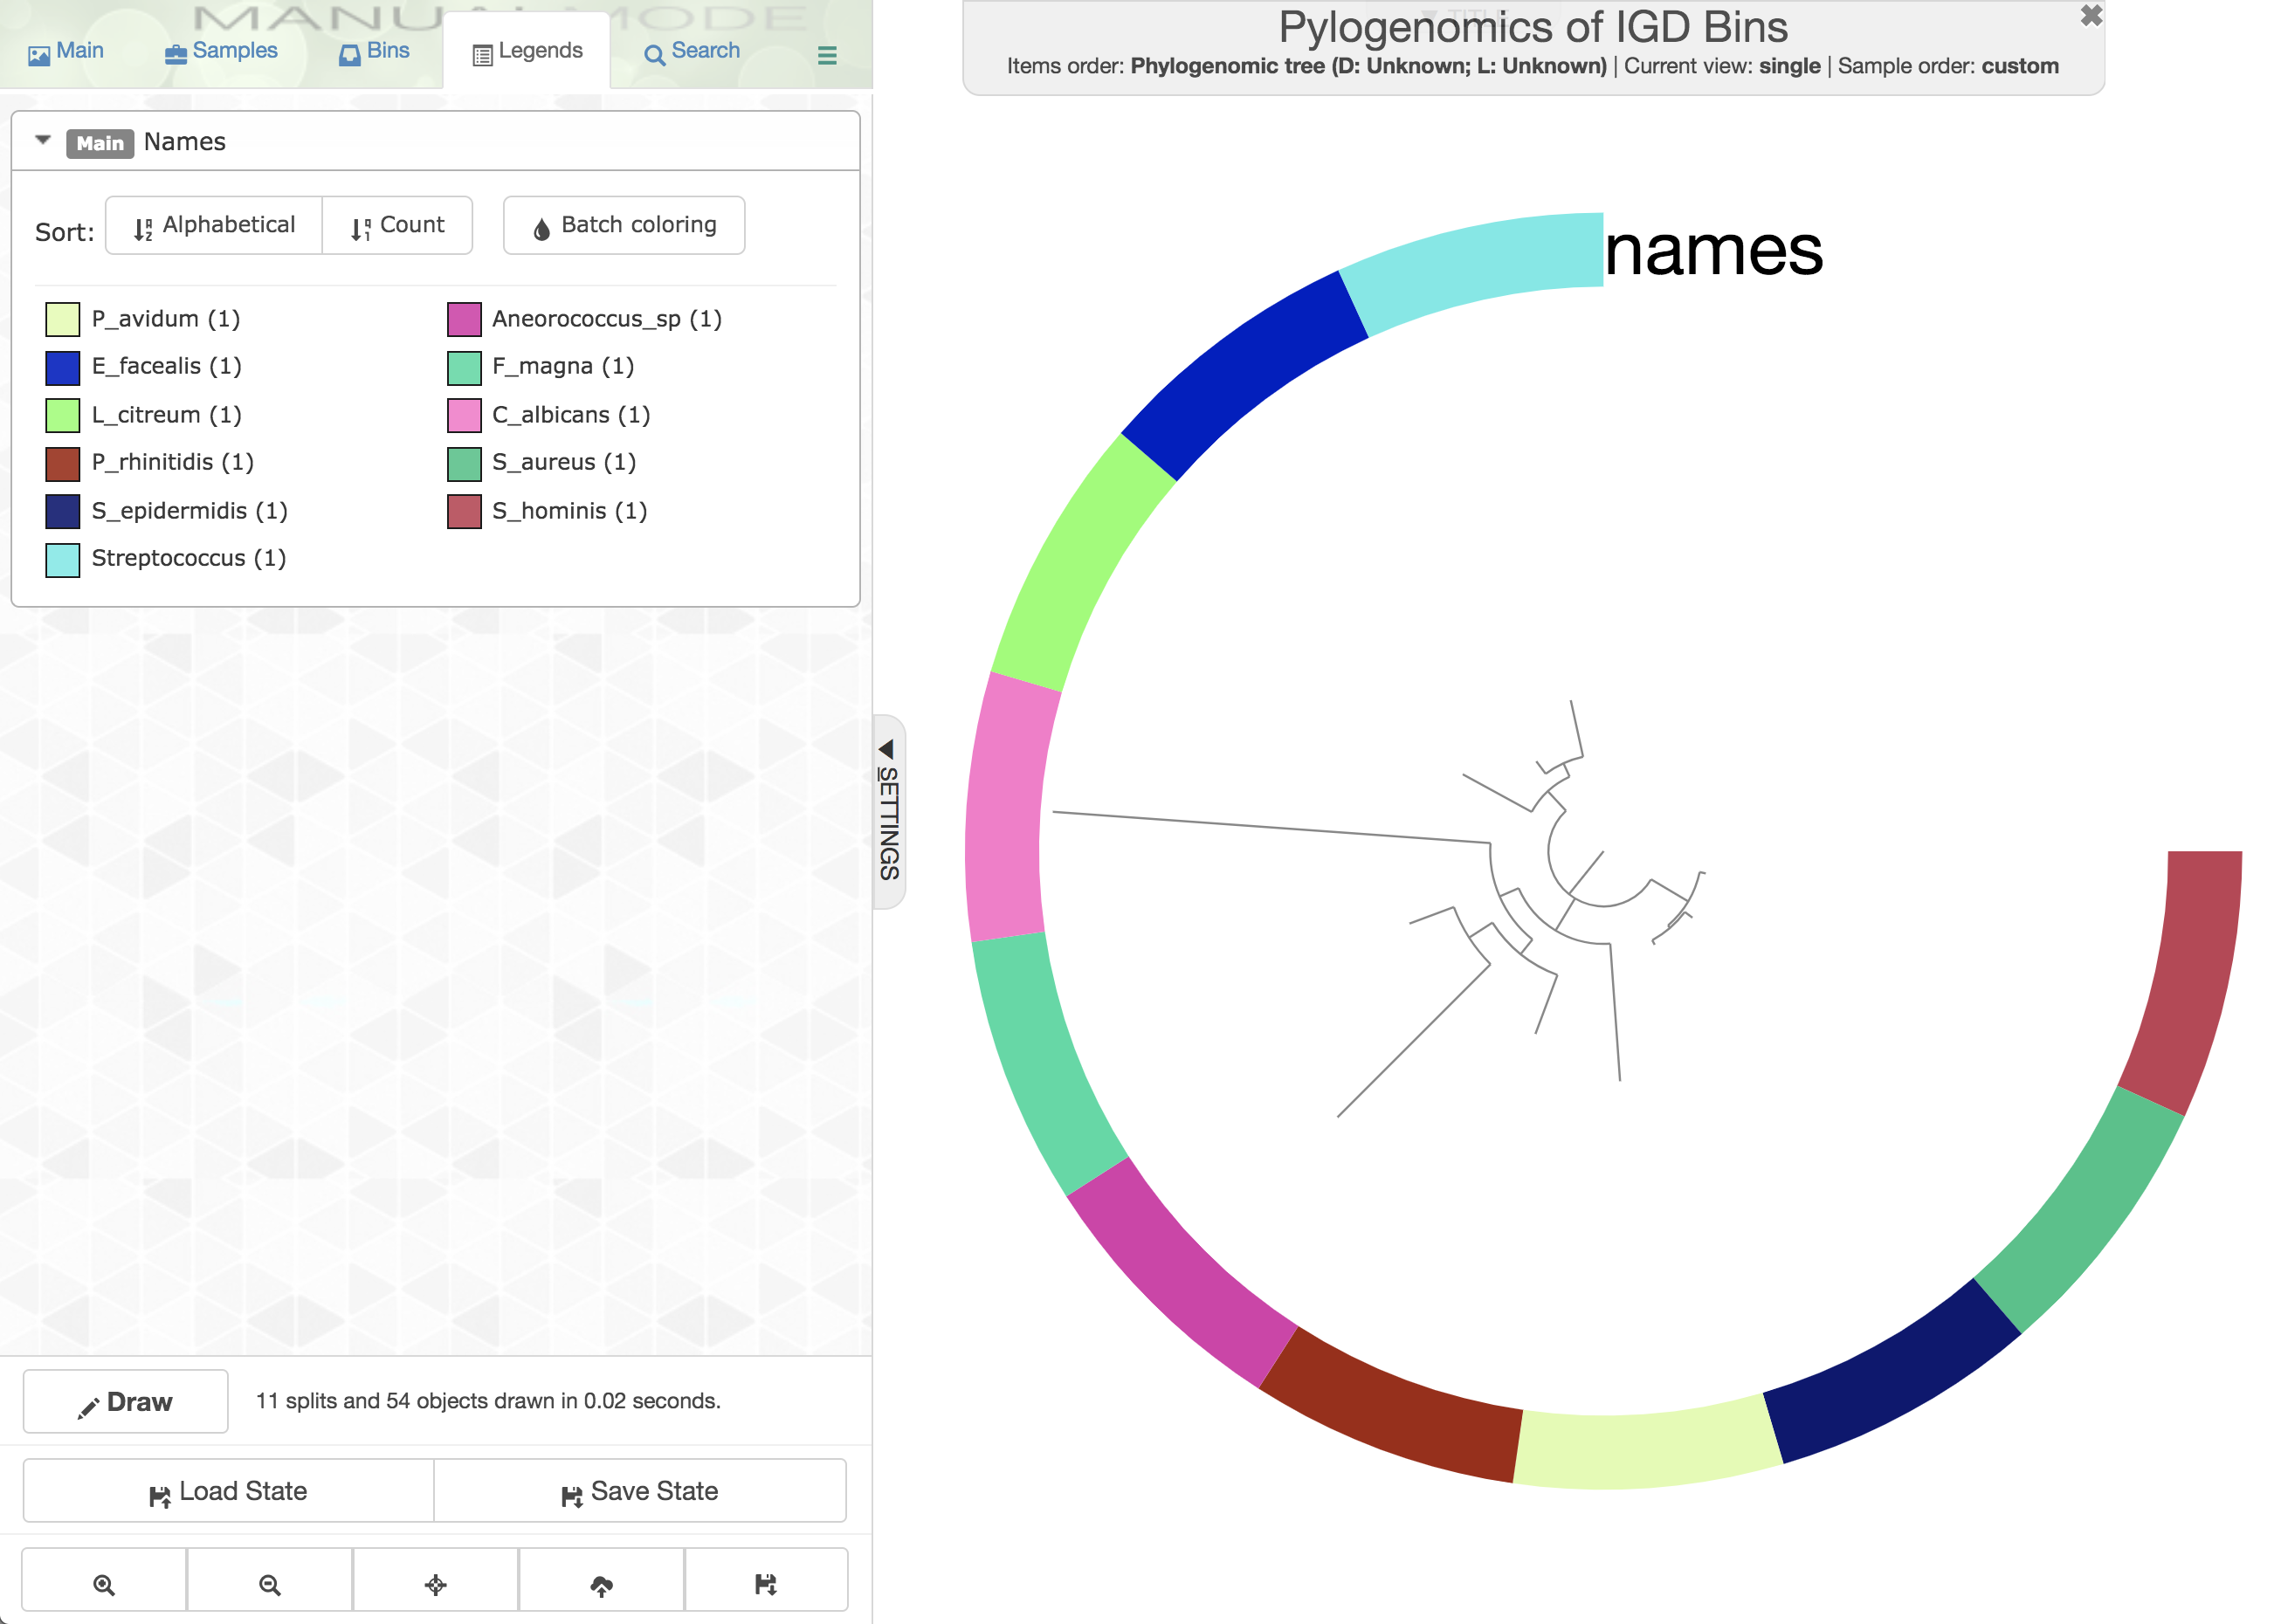 MANUAL MODE
Main Samples Bins Legends Search
Main Names
Sort: Alphabetical Count Batch coloring
P_avidum (1)
E_facealis (1)
L_citreum (1)
P_rhinitidis (1)
S_epidermidis (1)
Streptococcus (1)
Aneorococcus_sp (1)
F_magna (1)
C_albicans (1)
S_aureus (1)
S_hominis (1)
Draw
11 splits and 54 objects drawn in 0.02 seconds.
Load State Save State
SETTINGS
TITLE
Pylogenomics of IGD Bins
Items order: Phylogenomic tree (D: Unknown; L: Unknown) | Current view: single | Sample order: custom
names